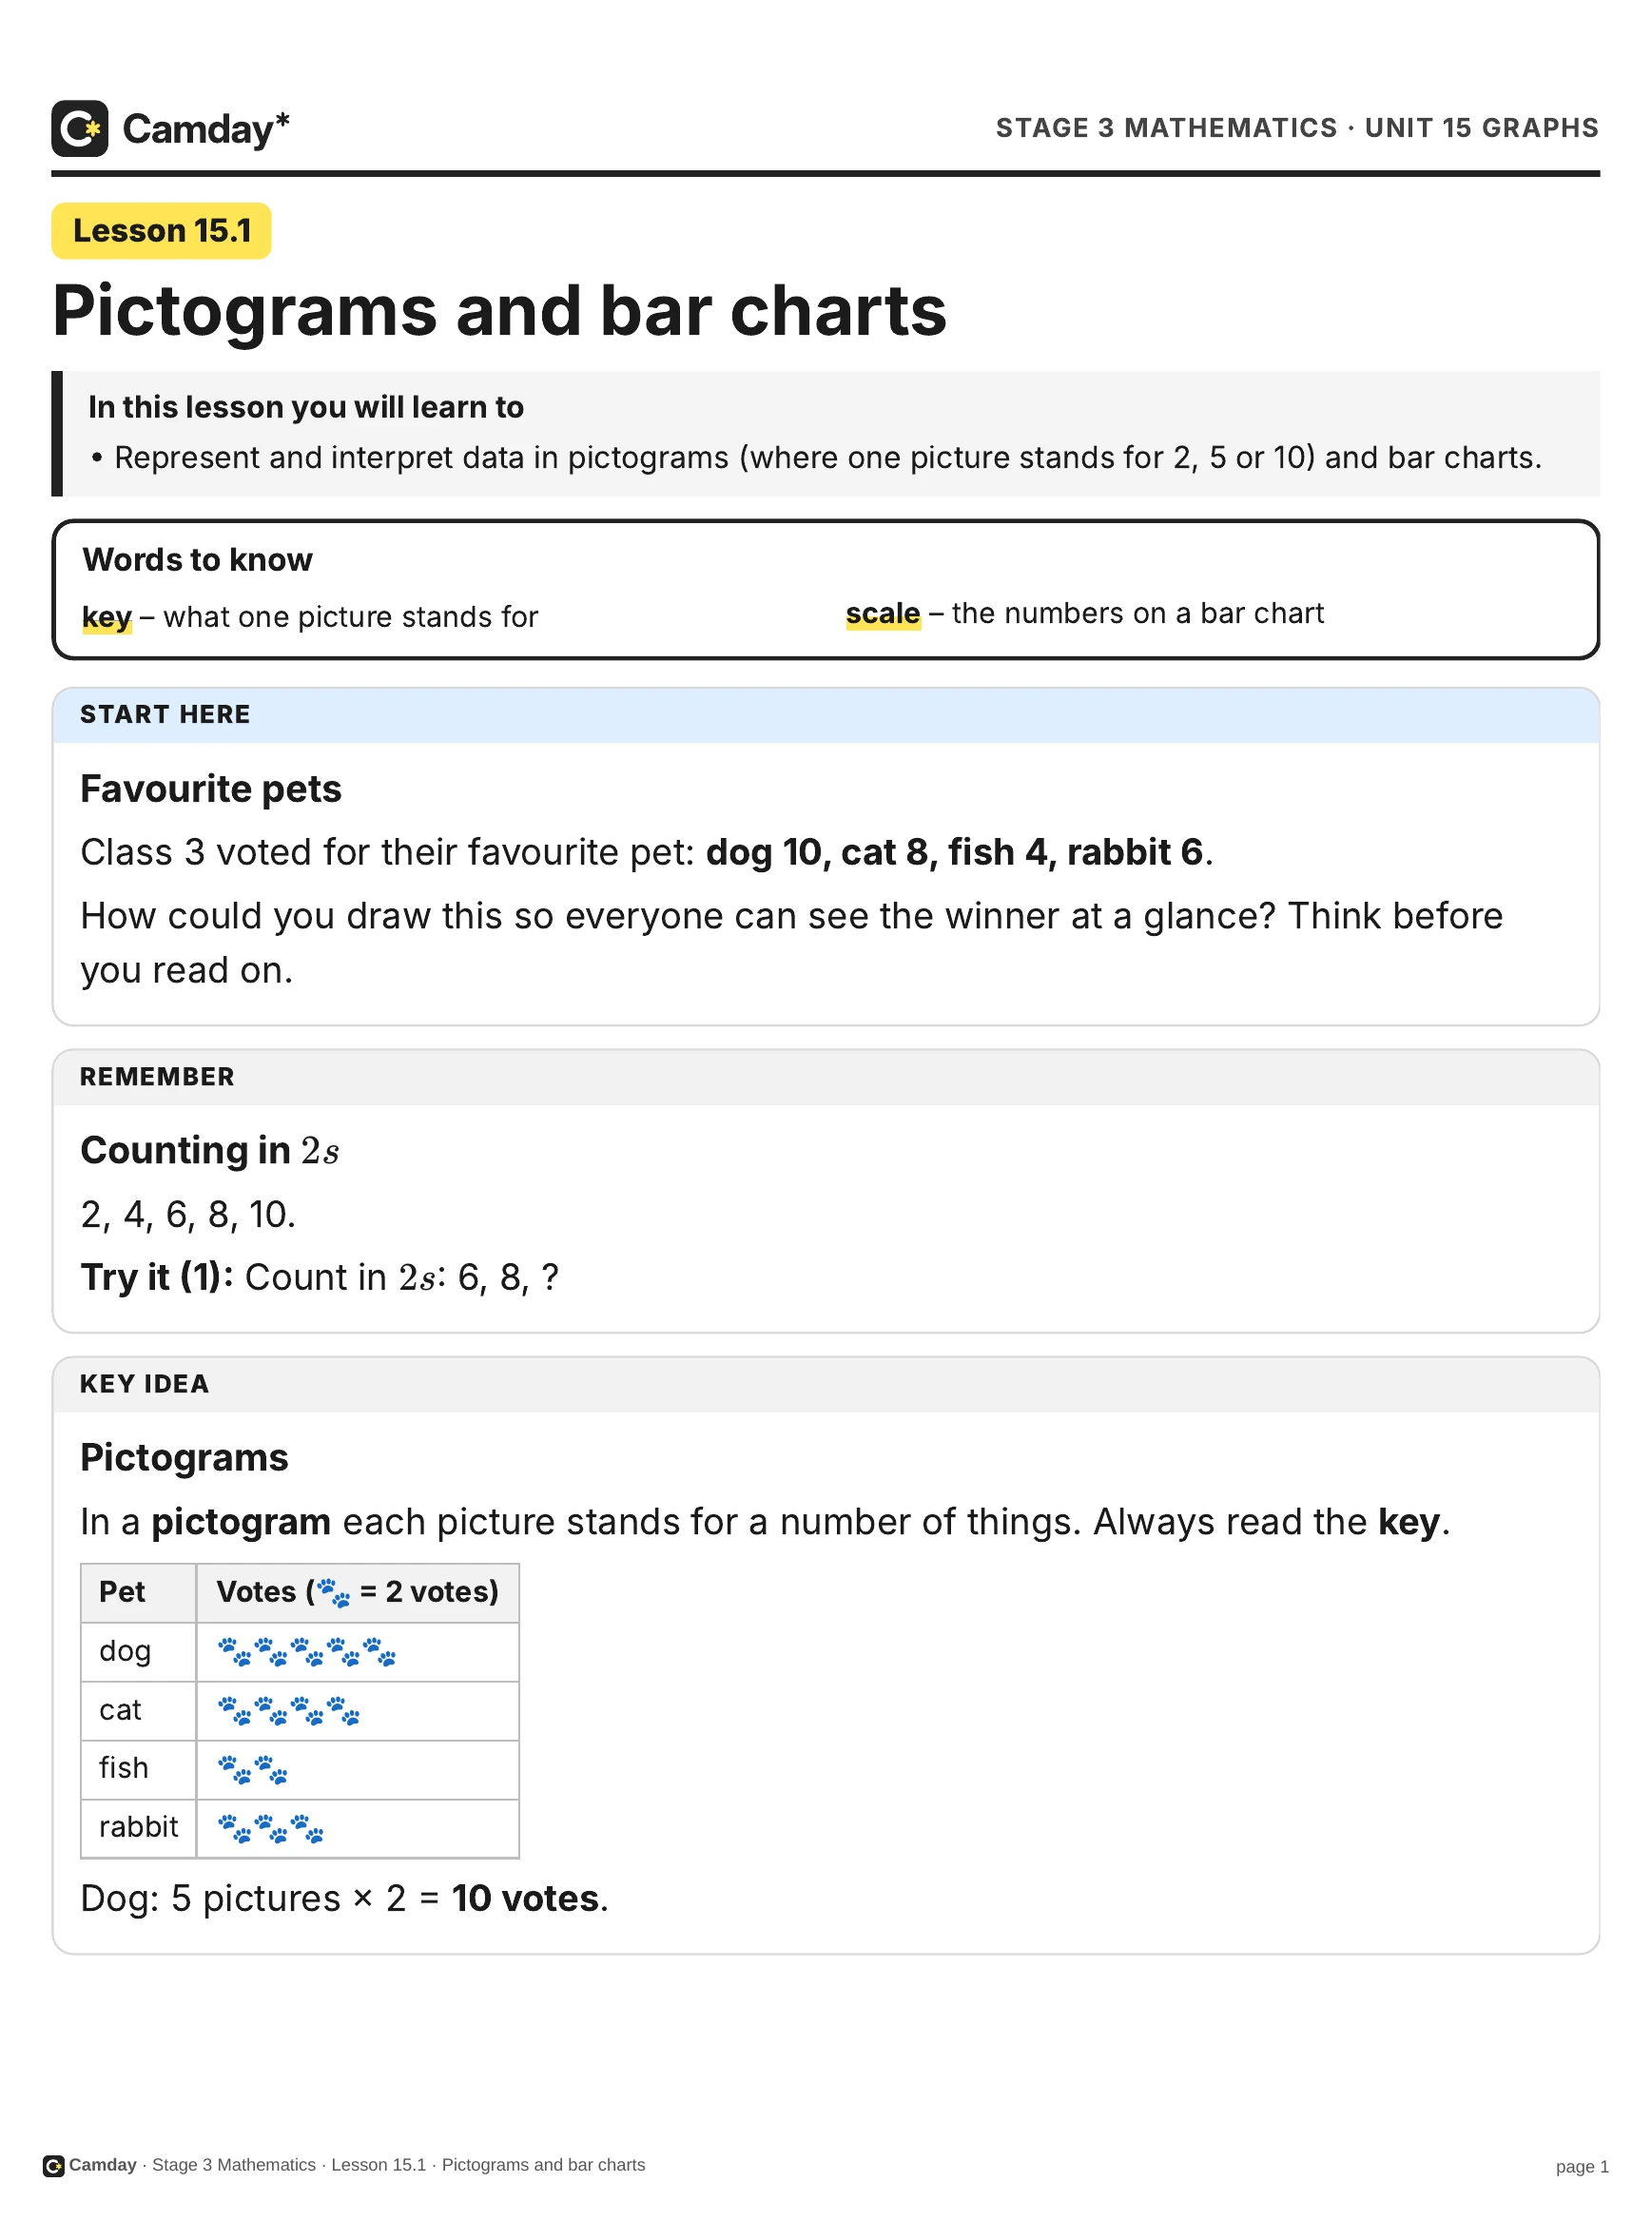 Camday*
STAGE 3 MATHEMATICS · UNIT 15 GRAPHS
Lesson 15.1
Pictograms and bar charts
In this lesson you will learn to
• Represent and interpret data in pictograms (where one picture stands for 2, 5 or 10) and bar charts.
Words to know
key – what one picture stands for
scale – the numbers on a bar chart
START HERE
Favourite pets
Class 3 voted for their favourite pet: dog 10, cat 8, fish 4, rabbit 6.
How could you draw this so everyone can see the winner at a glance? Think before
you read on.
REMEMBER
Counting in 2s
2, 4, 6, 8, 10.
Try it (1): Count in 2s: 6, 8, ?
KEY IDEA
Pictograms
In a pictogram each picture stands for a number of things. Always read the key.
Pet
Votes (🐾 = 2 votes)
dog
🐾🐾🐾🐾🐾
cat
🐾🐾🐾🐾
fish
🐾🐾
rabbit
🐾🐾🐾
Dog: 5 pictures × 2 = 10 votes.
Camday · Stage 3 Mathematics · Lesson 15.1 · Pictograms and bar charts
page 1